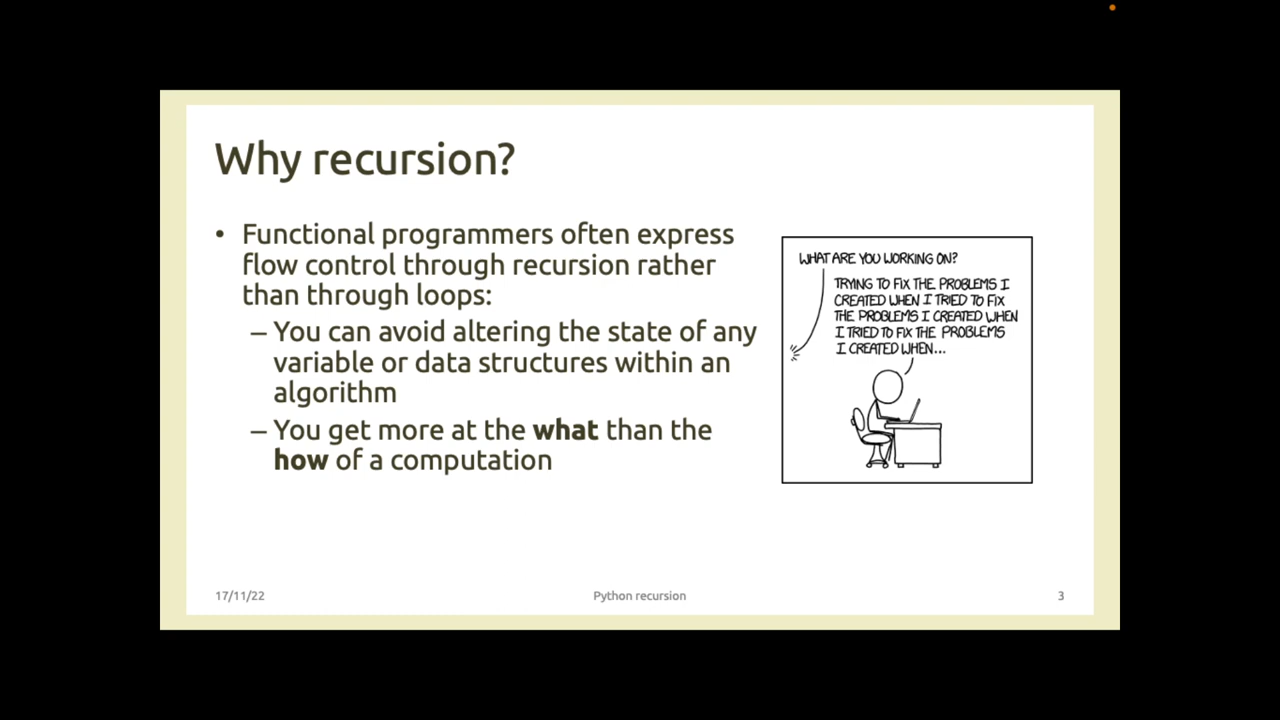 Why recursion?
• Functional programmers often express
flow control through recursion rather
than through loops:
– You can avoid altering the state of any
variable or data structures within an
algorithm
– You get more at the what than the
how of a computation
WHAT ARE YOU WORKING ON?
TRYING TO FIX THE PROBLEMS I
CREATED WHEN I TRIED TO FIX
THE PROBLEMS I CREATED WHEN
I TRIED TO FIX THE PROBLEMS
I CREATED WHEN...
17/11/22
Python recursion
3